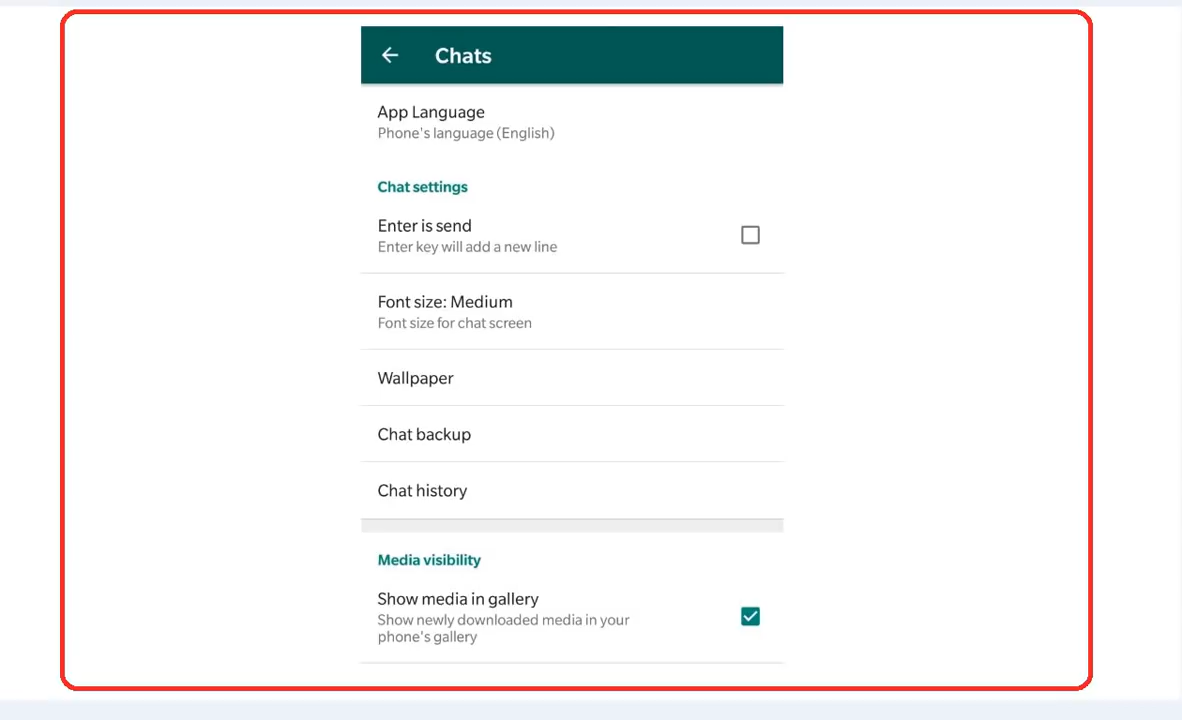 Chats
App Language
Phone's language (English)
Chat settings
Enter is send
Enter key will add a new line
Font size: Medium
Font size for chat screen
Wallpaper
Chat backup
Chat history
Media visibility
Show media in gallery
Show newly downloaded media in your
phone's gallery